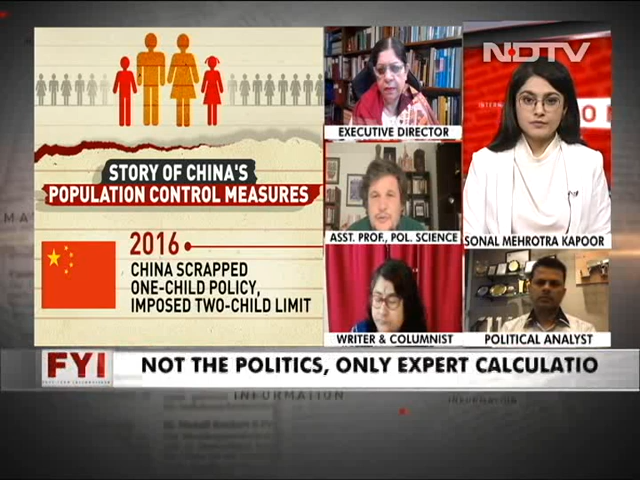 NDTV
STORY OF CHINA'S
POPULATION CONTROL MEASURES
2016
CHINA SCRAPPED
ONE-CHILD POLICY,
IMPOSED TWO-CHILD LIMIT
EXECUTIVE DIRECTOR
ASST. PROF., POL. SCIENCE
SONAL MEHROTRA KAPOOR
WRITER & COLUMNIST
POLITICAL ANALYST
FYI
NOT THE POLITICS, ONLY EXPERT CALCULATIO
INFORMATION